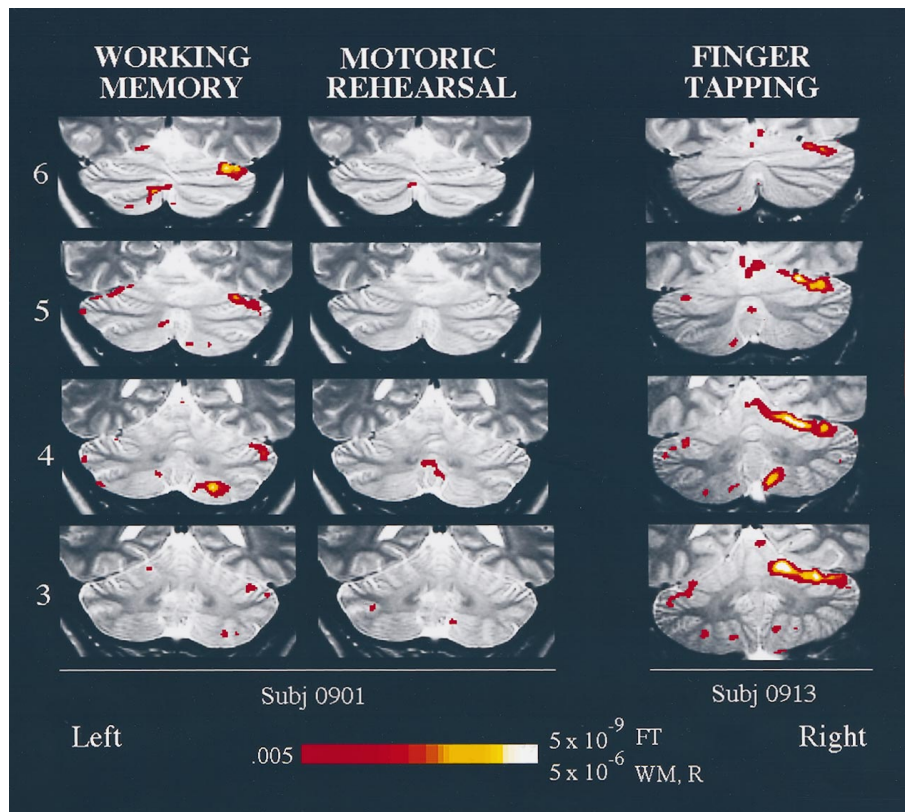 WORKING
MEMORY
MOTORIC
REHEARSAL
FINGER
TAPPING
6
5
4
3
Subj 0901
Subj 0913
Left
Right
.005
5 x 10⁻⁹ FT
5 x 10⁻⁶ WM, R